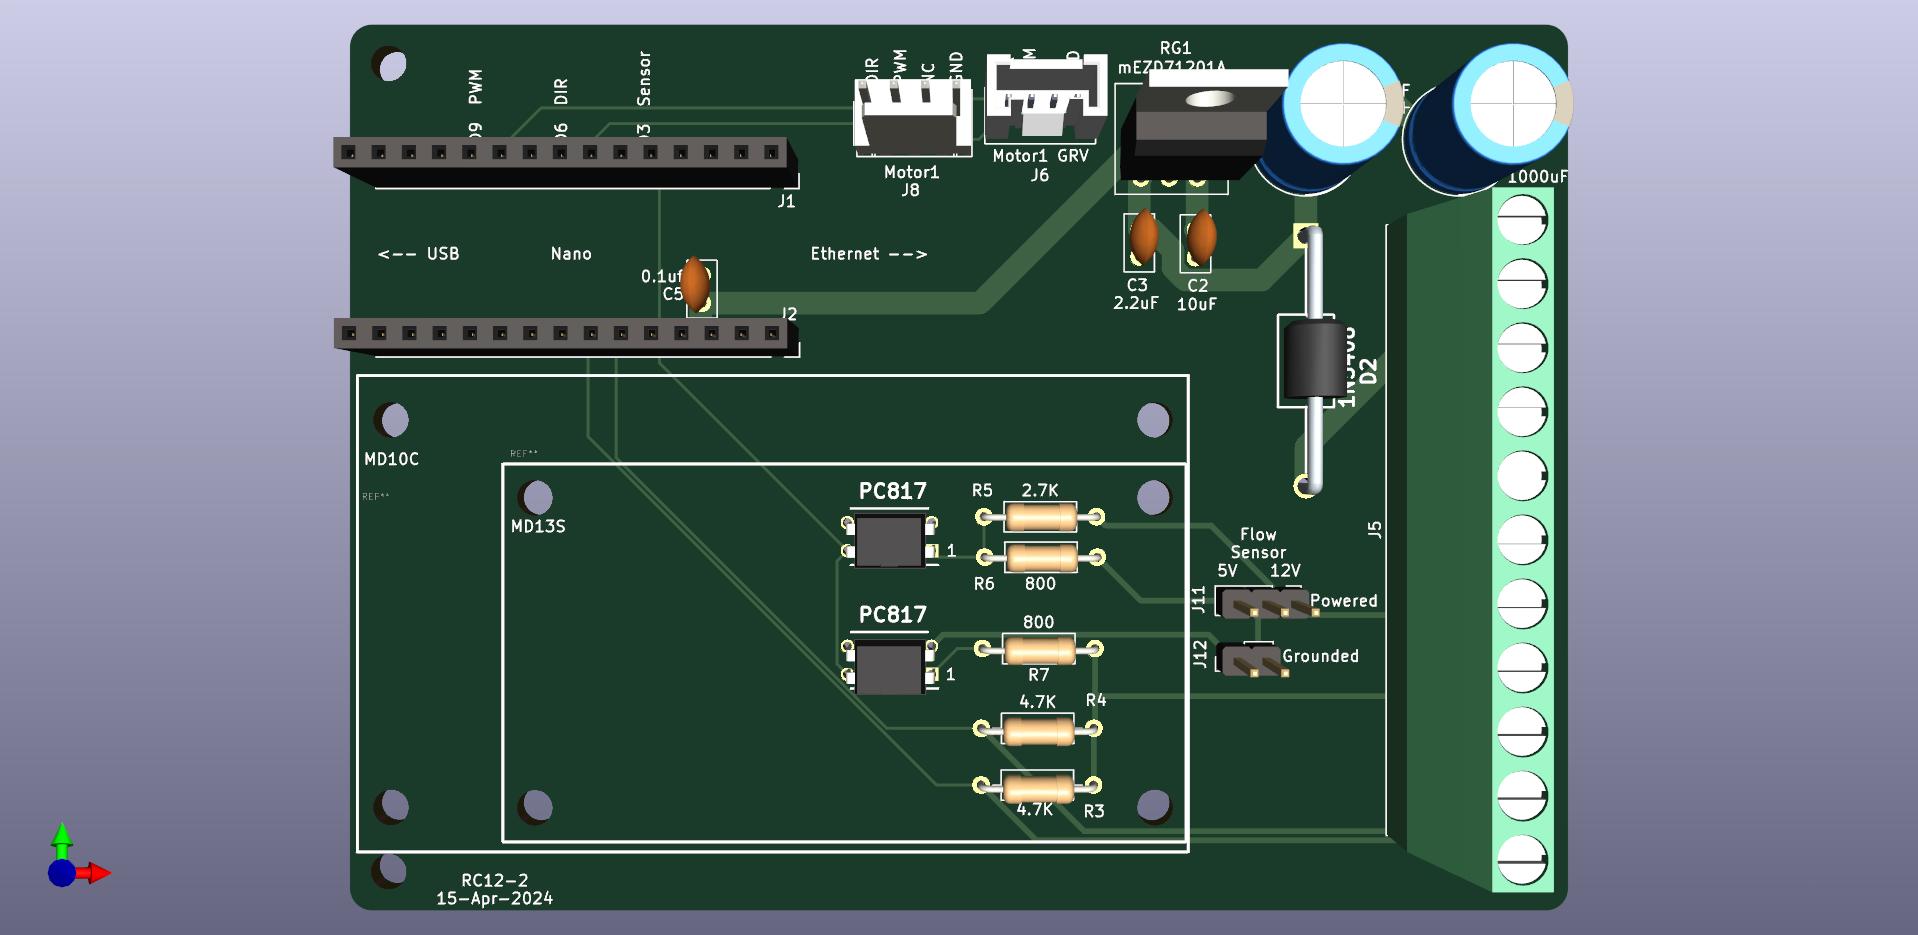 RG1
mEZD71201A
D9 PWM
D6 DIR
D3 Sensor
DIR
PWM
NC
GND
Motor1
J8
Motor1 GRV
J6
1000uF
J1
<-- USB
Nano
Ethernet -->
0.1uf
C5
J2
C3
2.2uF
C2
10uF
D2
MD10C
REF**
REF**
MD13S
PC817
1
R5
2.7K
R6
800
J5
Flow
Sensor
5V 12V
J11
Powered
J12
Grounded
PC817
1
800
R7
4.7K
R4
4.7K
R3
RC12-2
15-Apr-2024